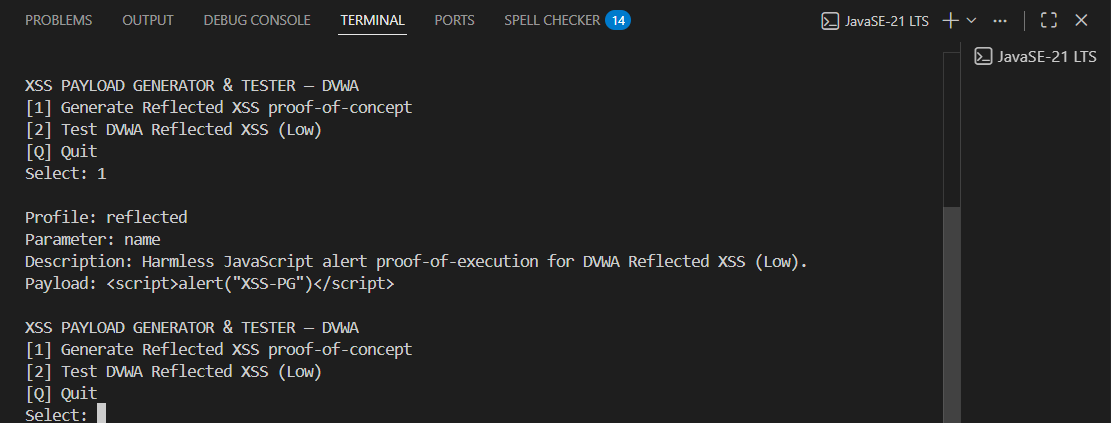 PROBLEMS OUTPUT DEBUG CONSOLE TERMINAL PORTS SPELL CHECKER 14 JavaSE-21 LTS
JavaSE-21 LTS
XSS PAYLOAD GENERATOR & TESTER — DVWA
[1] Generate Reflected XSS proof-of-concept
[2] Test DVWA Reflected XSS (Low)
[Q] Quit
Select: 1
Profile: reflected
Parameter: name
Description: Harmless JavaScript alert proof-of-execution for DVWA Reflected XSS (Low).
Payload: <script>alert("XSS-PG")</script>
XSS PAYLOAD GENERATOR & TESTER — DVWA
[1] Generate Reflected XSS proof-of-concept
[2] Test DVWA Reflected XSS (Low)
[Q] Quit
Select: